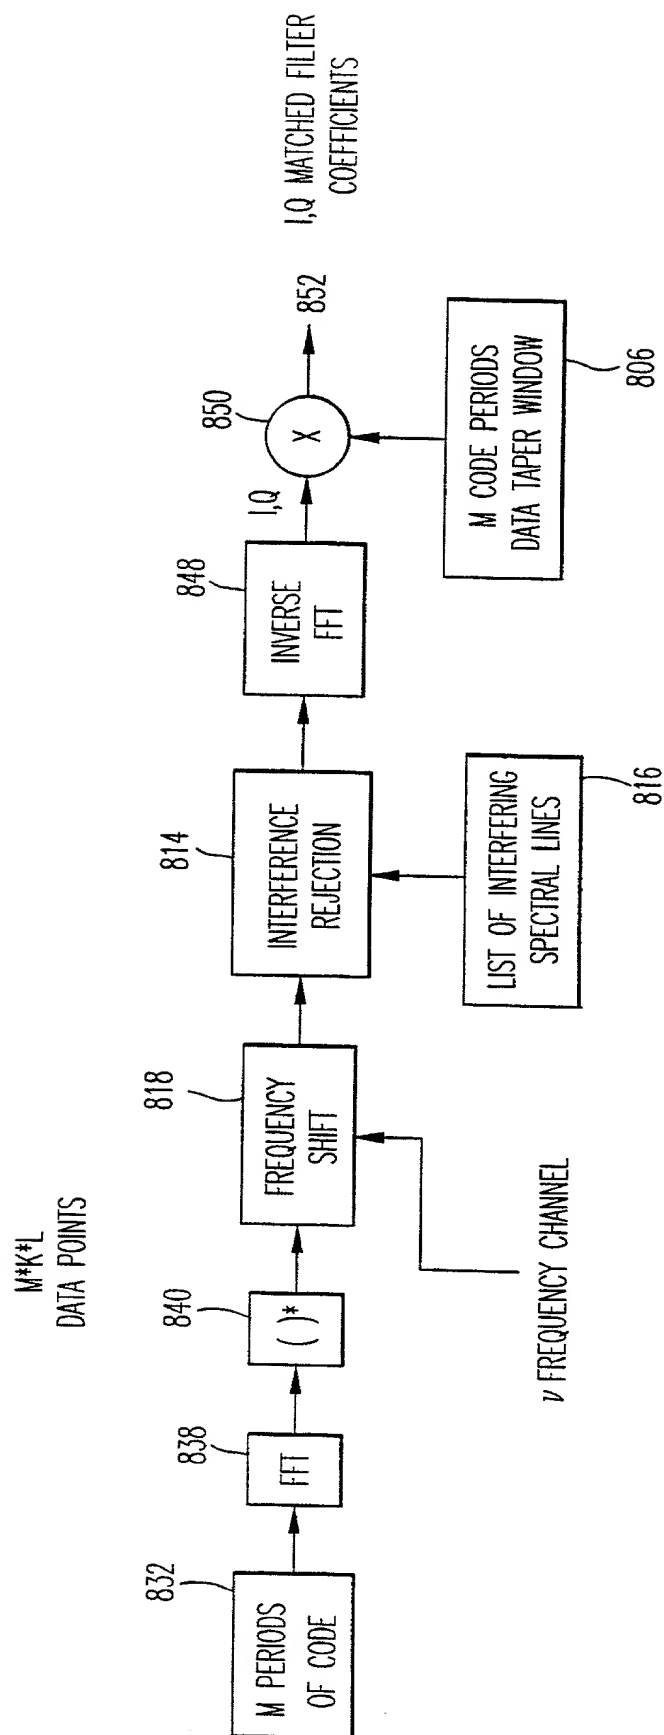 M*K*L
DATA POINTS
832
M PERIODS
OF CODE
838
FFT
840
( )*
818
FREQUENCY
SHIFT
ν FREQUENCY CHANNEL
814
INTERFERENCE
REJECTION
LIST OF INTERFERING
SPECTRAL LINES
816
848
INVERSE
FFT
I,Q
850
X
852
M CODE PERIODS
DATA TAPER WINDOW
806
I,Q MATCHED FILTER
COEFFICIENTS